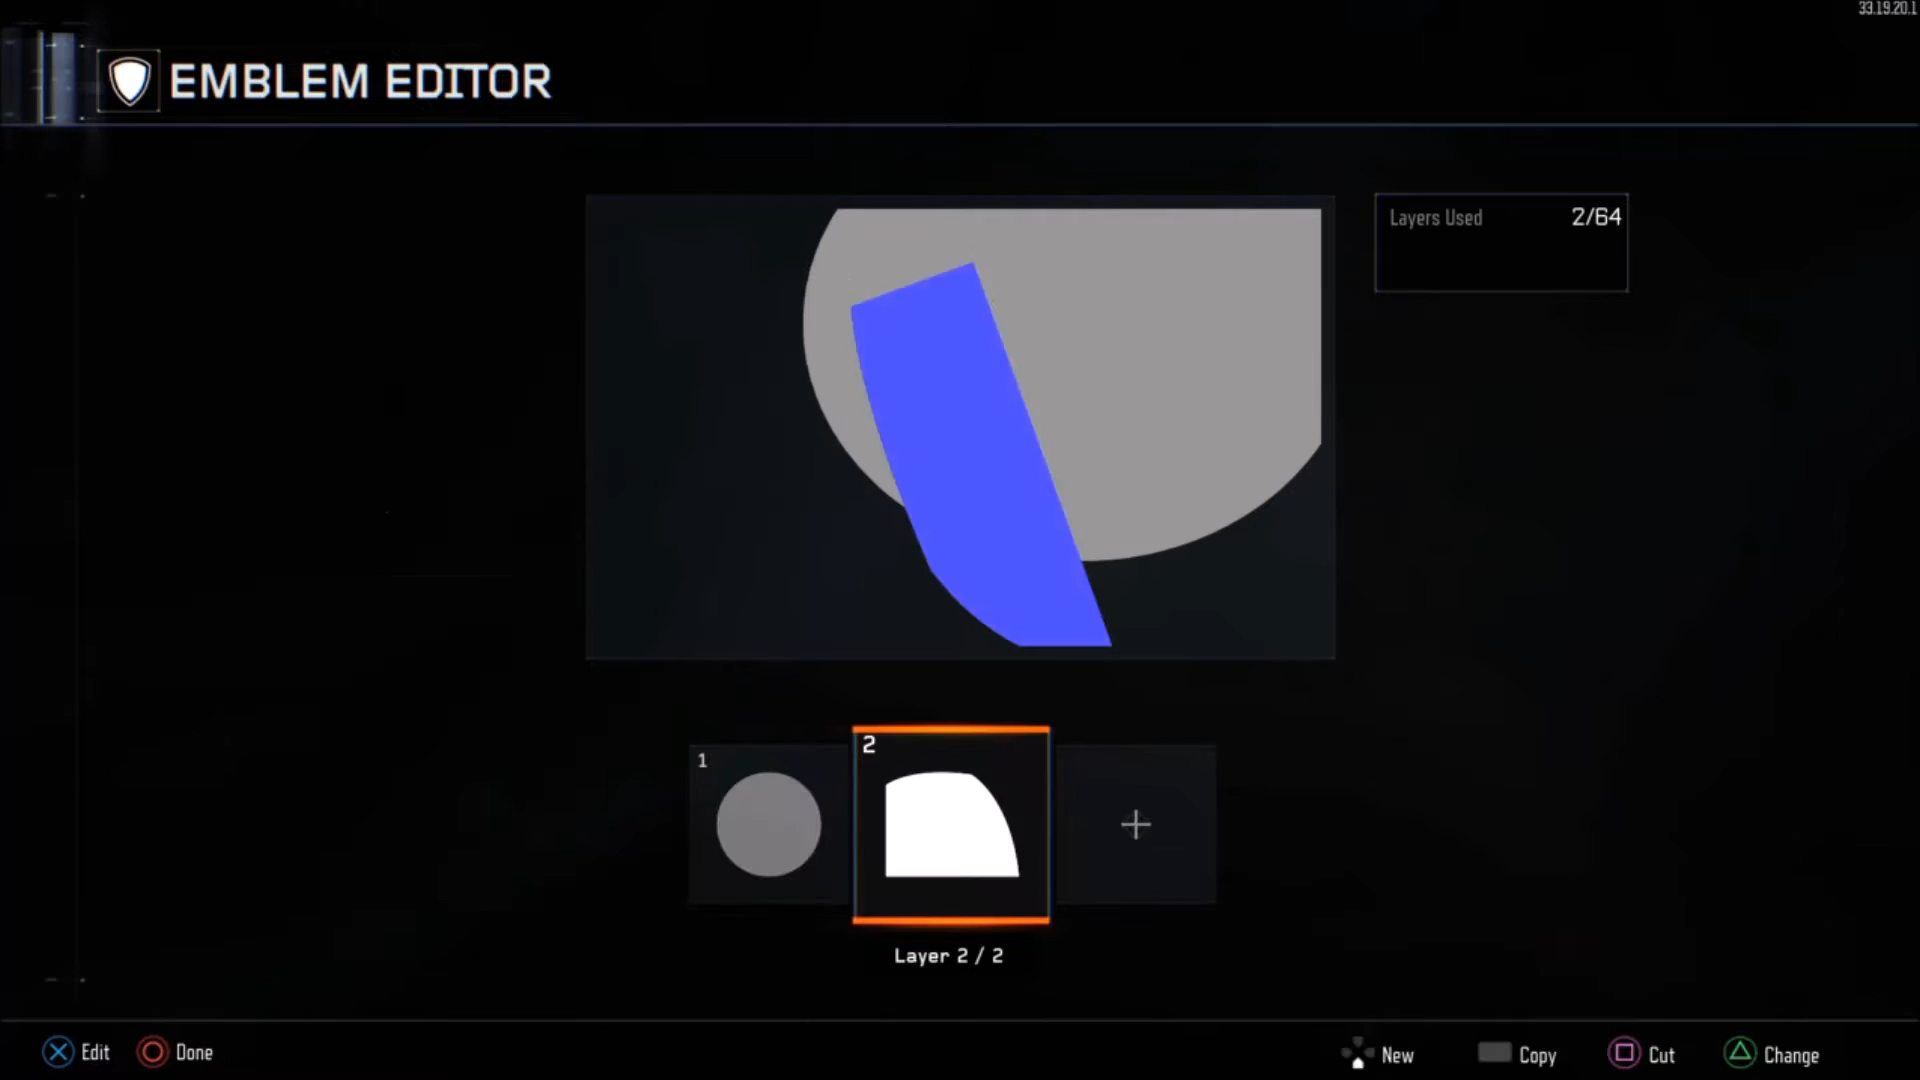 33.19.20.1
EMBLEM EDITOR
Layers Used 2/64
1
2
Layer 2 / 2
Edit Done New Copy Cut Change